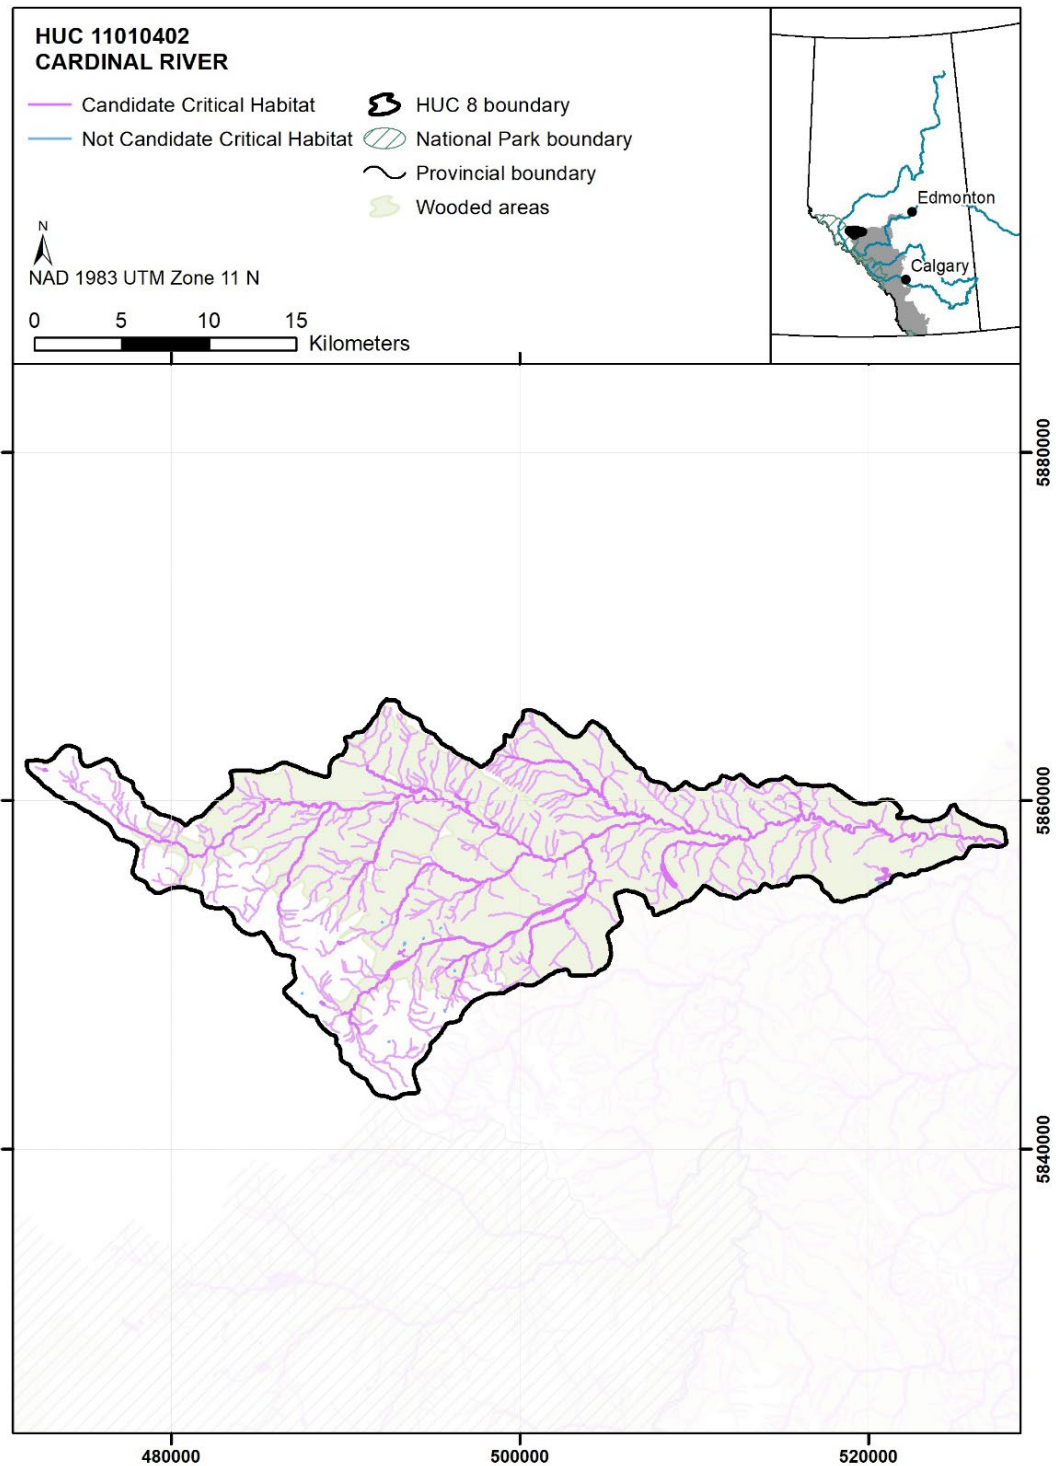 HUC 11010402
CARDINAL RIVER
Candidate Critical Habitat
Not Candidate Critical Habitat
HUC 8 boundary
National Park boundary
Provincial boundary
Wooded areas
N
NAD 1983 UTM Zone 11 N
0 5 10 15
Kilometers
Edmonton
Calgary
5880000
5860000
5840000
480000 500000 520000